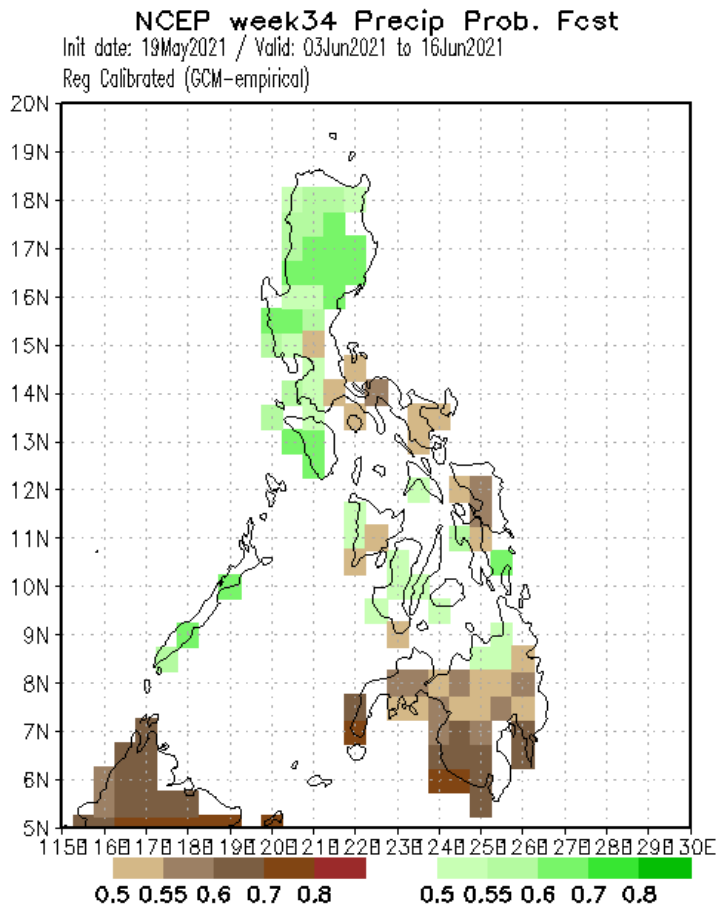 NCEP week34 Precip Prob. Fcst
Init date: 19May2021 / Valid: 03Jun2021 to 16Jun2021
Reg Calibrated (GCM-empirical)
20N
19N
18N
17N
16N
15N
14N
13N
12N
11N
10N
9N
8N
7N
6N
5N
115E 116E 117E 118E 119E 120E 121E 122E 123E 124E 125E 126E 127E 128E 129E 130E
0.5 0.55 0.6 0.7 0.8 0.5 0.55 0.6 0.7 0.8